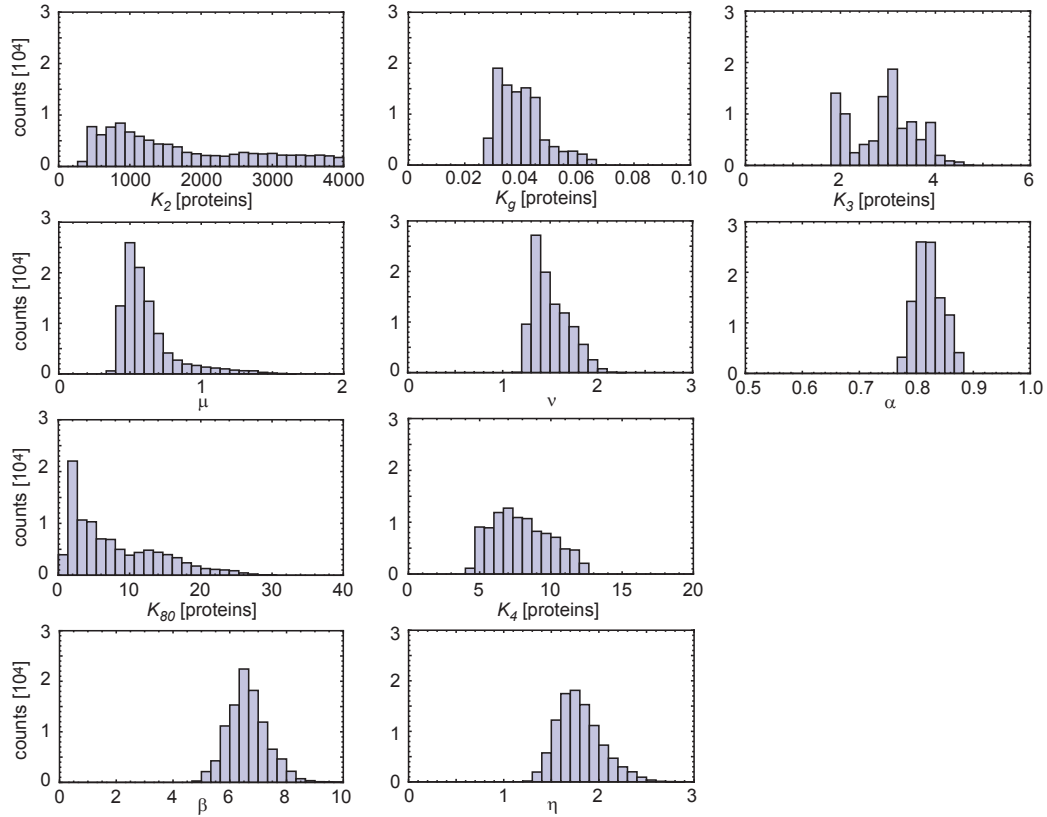 3 3 3
counts [10⁴] 2 2 2
1 1 1
0 0 0
0 1000 2000 3000 4000 0 0.02 0.04 0.06 0.08 0.10 0 2 4 6
K₂ [proteins] K_g [proteins] K₃ [proteins]
3 3 3
counts [10⁴] 2 2 2
1 1 1
0 0 0
0 1 2 0 1 2 3 0.5 0.6 0.7 0.8 0.9 1.0
μ ν α
3 3
counts [10⁴] 2 2
1 1
0 0
0 10 20 30 40 0 5 10 15 20
K₈₀ [proteins] K₄ [proteins]
3 3
counts [10⁴] 2 2
1 1
0 0
0 2 4 6 8 10 0 1 2 3
β η